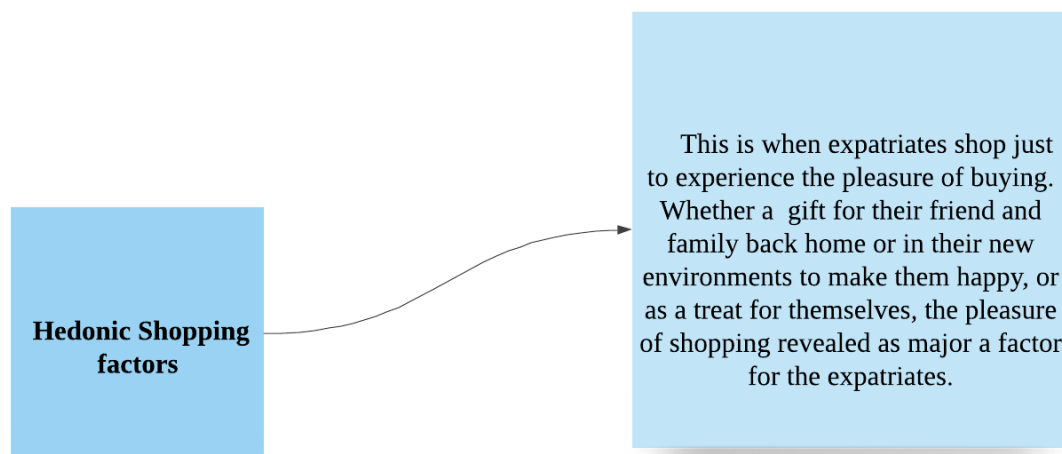 Hedonic Shopping
factors
This is when expatriates shop just
to experience the pleasure of buying.
Whether a  gift for their friend and
family back home or in their new
environments to make them happy, or
as a treat for themselves, the pleasure
of shopping revealed as major a factor
for the expatriates.